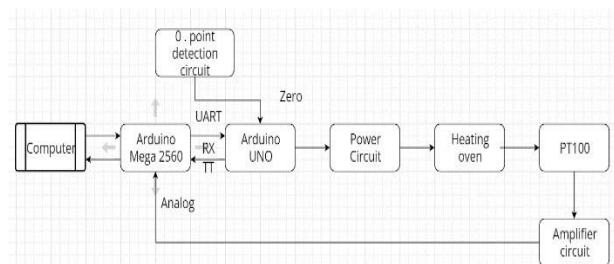 0 . point
detection
circuit
Zero
UART
Computer
Arduino
Mega 2560
RX
Arduino
UNO
Power
Circuit
Heating
oven
PT100
Analog
Amplifier
circuit